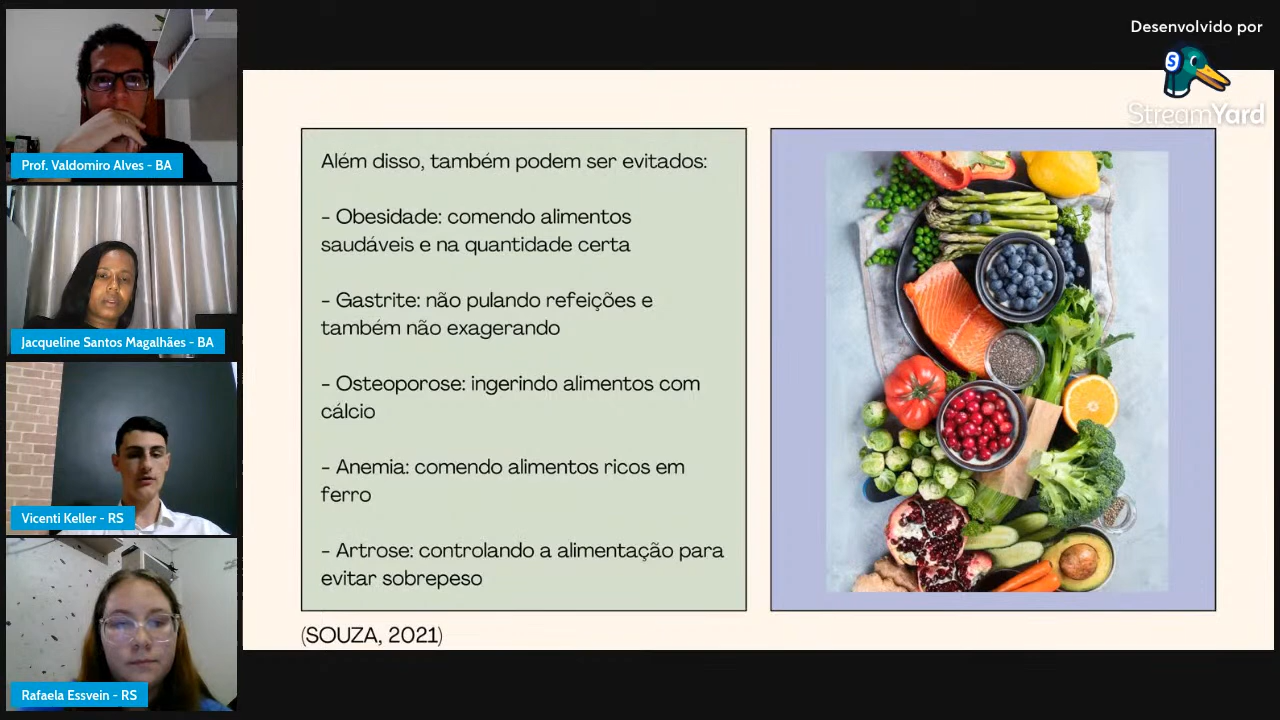 Desenvolvido por
S
StreamYard
Prof. Valdomiro Alves - BA
Jacqueline Santos Magalhães - BA
Vicenti Keller - RS
Rafaela Essvein - RS
Além disso, também podem ser evitados:
- Obesidade: comendo alimentos
saudáveis e na quantidade certa
- Gastrite: não pulando refeições e
também não exagerando
- Osteoporose: ingerindo alimentos com
cálcio
- Anemia: comendo alimentos ricos em
ferro
- Artrose: controlando a alimentação para
evitar sobrepeso
(SOUZA, 2021)